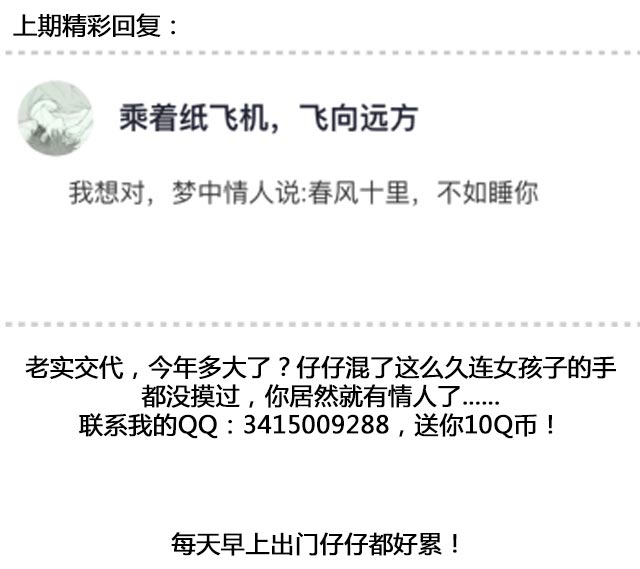 上期精彩回复：
乘着纸飞机，飞向远方
我想对，梦中情人说:春风十里，不如睡你
老实交代，今年多大了？仔仔混了这么久连女孩子的手
都没摸过，你居然就有情人了......
联系我的QQ：3415009288，送你10Q币！
每天早上出门仔仔都好累！